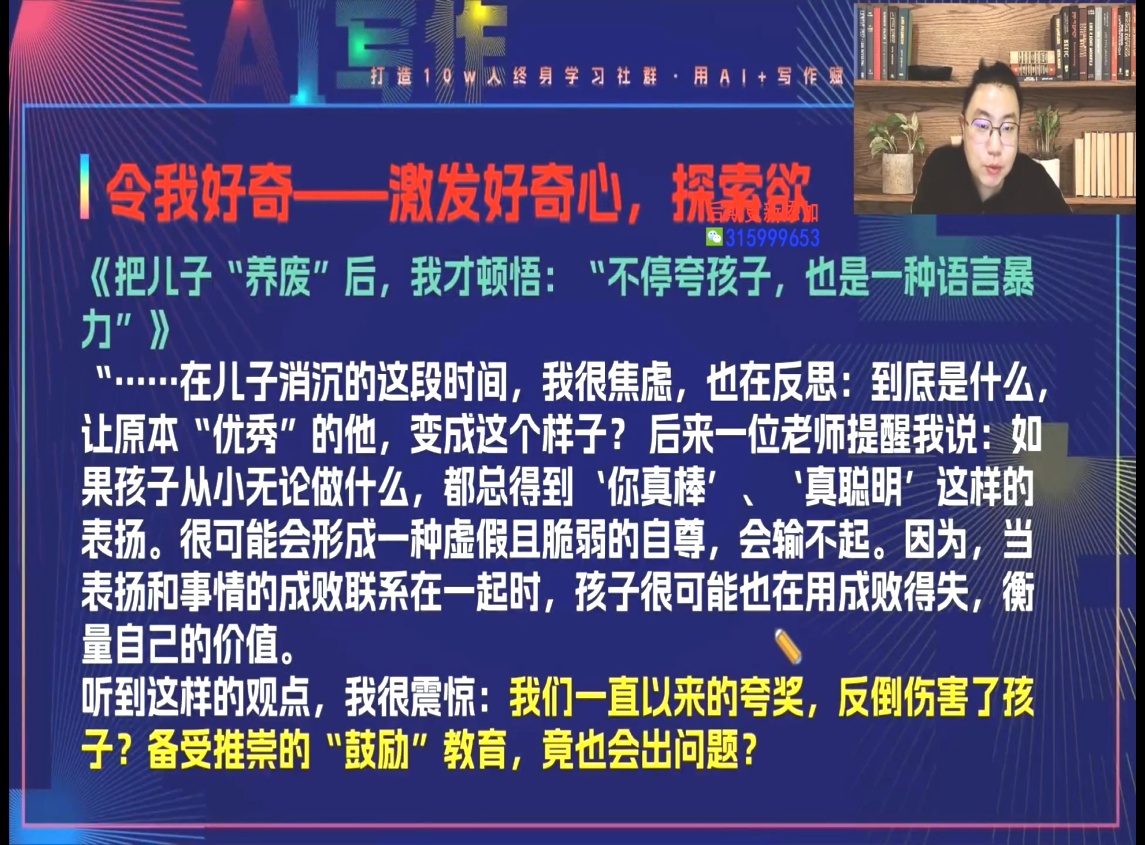 AI写作
打造10w人终身学习社群·用AI+写作赋
令我好奇——激发好奇心，探索欲
315999653
《把儿子“养废”后，我才顿悟：“不停夸孩子，也是一种语言暴
力”》
“……在儿子消沉的这段时间，我很焦虑，也在反思：到底是什么，
让原本“优秀”的他，变成这个样子？后来一位老师提醒我说：如
果孩子从小无论做什么，都总得到‘你真棒’、‘真聪明’这样的
表扬。很可能会形成一种虚假且脆弱的自尊，会输不起。因为，当
表扬和事情的成败联系在一起时，孩子很可能也在用成败得失，衡
量自己的价值。
听到这样的观点，我很震惊：我们一直以来的夸奖，反倒伤害了孩
子？备受推崇的“鼓励”教育，竟也会出问题？